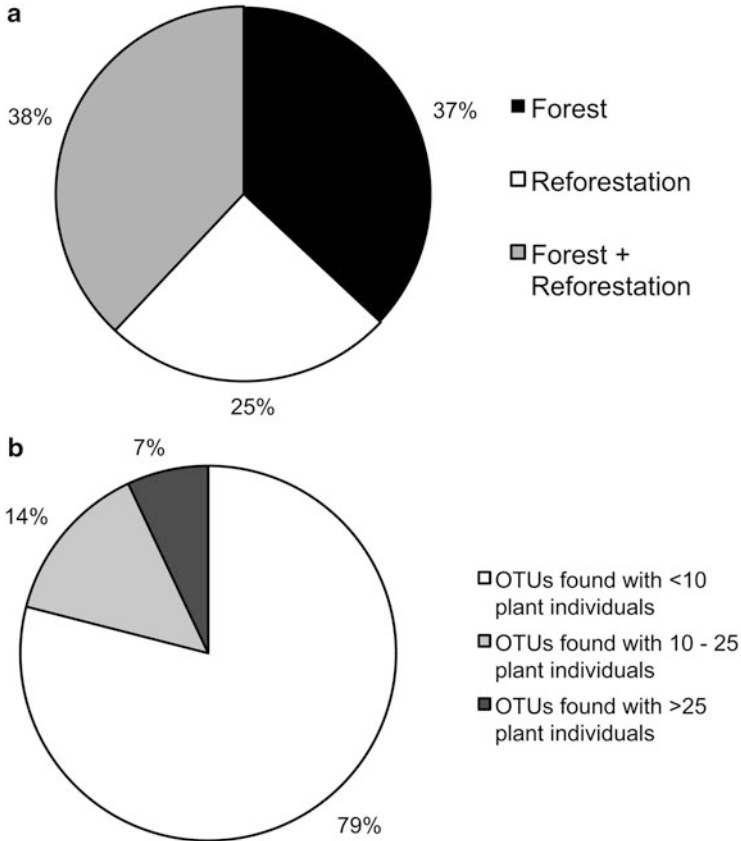 a
38%
37%
25%
Forest
Reforestation
Forest +
Reforestation
b
7%
14%
79%
OTUs found with <10
plant individuals
OTUs found with 10 - 25
plant individuals
OTUs found with >25
plant individuals